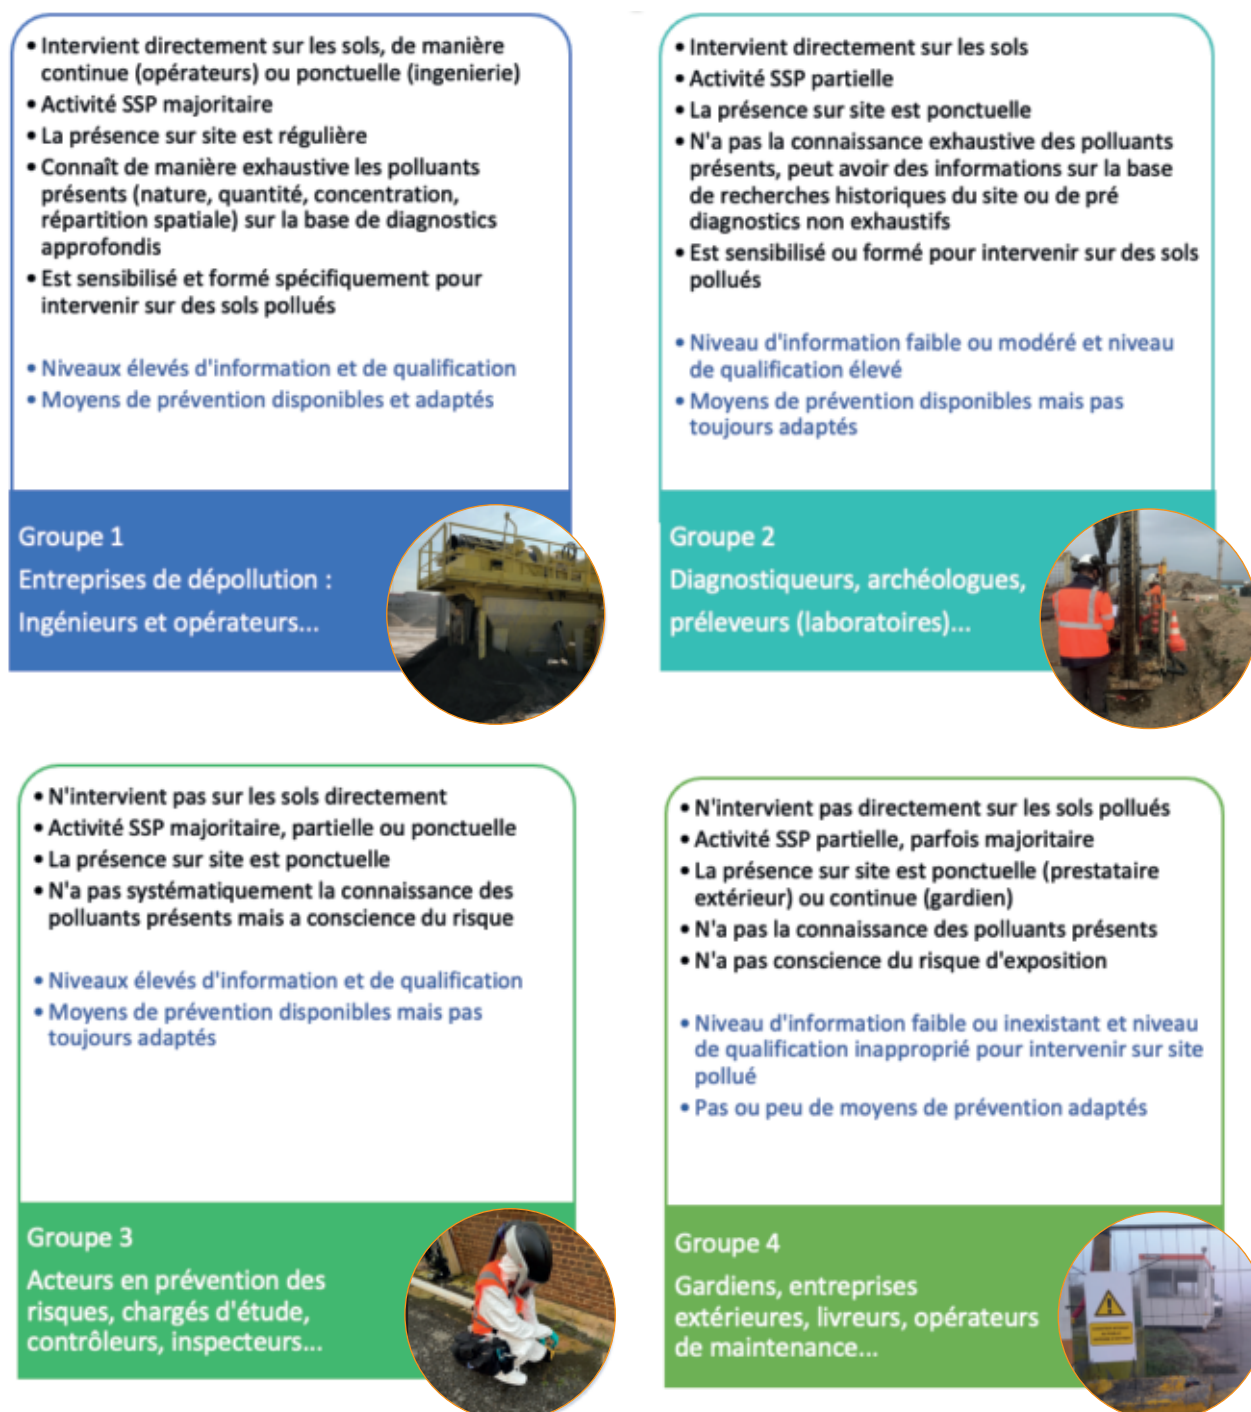 • Intervient directement sur les sols, de manière
continue (opérateurs) ou ponctuelle (ingenierie)
• Activité SSP majoritaire
• La présence sur site est régulière
• Connaît de manière exhaustive les polluants
présents (nature, quantité, concentration,
répartition spatiale) sur la base de diagnostics
approfondis
• Est sensibilisé et formé spécifiquement pour
intervenir sur des sols pollués
• Niveaux élevés d'information et de qualification
• Moyens de prévention disponibles et adaptés
Groupe 1
Entreprises de dépollution :
Ingénieurs et opérateurs...
• Intervient directement sur les sols
• Activité SSP partielle
• La présence sur site est ponctuelle
• N'a pas la connaissance exhaustive des polluants
présents, peut avoir des informations sur la base
de recherches historiques du site ou de pré
diagnostics non exhaustifs
• Est sensibilisé ou formé pour intervenir sur des sols
pollués
• Niveau d'information faible ou modéré et niveau
de qualification élevé
• Moyens de prévention disponibles mais pas
toujours adaptés
Groupe 2
Diagnostiqueurs, archéologues,
préleveurs (laboratoires)...
• N'intervient pas sur les sols directement
• Activité SSP majoritaire, partielle ou ponctuelle
• La présence sur site est ponctuelle
• N'a pas systématiquement la connaissance des
polluants présents mais a conscience du risque
• Niveaux élevés d'information et de qualification
• Moyens de prévention disponibles mais pas
toujours adaptés
Groupe 3
Acteurs en prévention des
risques, chargés d'étude,
contrôleurs, inspecteurs...
• N'intervient pas directement sur les sols pollués
• Activité SSP partielle, parfois majoritaire
• La présence sur site est ponctuelle (prestataire
extérieur) ou continue (gardien)
• N'a pas la connaissance des polluants présents
• N'a pas conscience du risque d'exposition
• Niveau d'information faible ou inexistant et niveau
de qualification inapproprié pour intervenir sur site
pollué
• Pas ou peu de moyens de prévention adaptés
Groupe 4
Gardiens, entreprises
extérieures, livreurs, opérateurs
de maintenance...